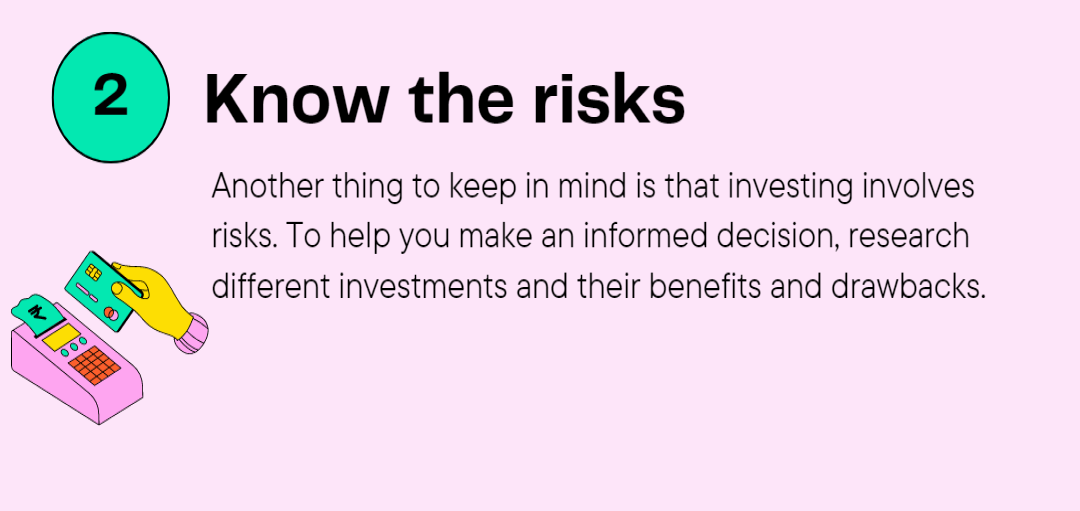 2
Know the risks
Another thing to keep in mind is that investing involves
risks. To help you make an informed decision, research
different investments and their benefits and drawbacks.
₹